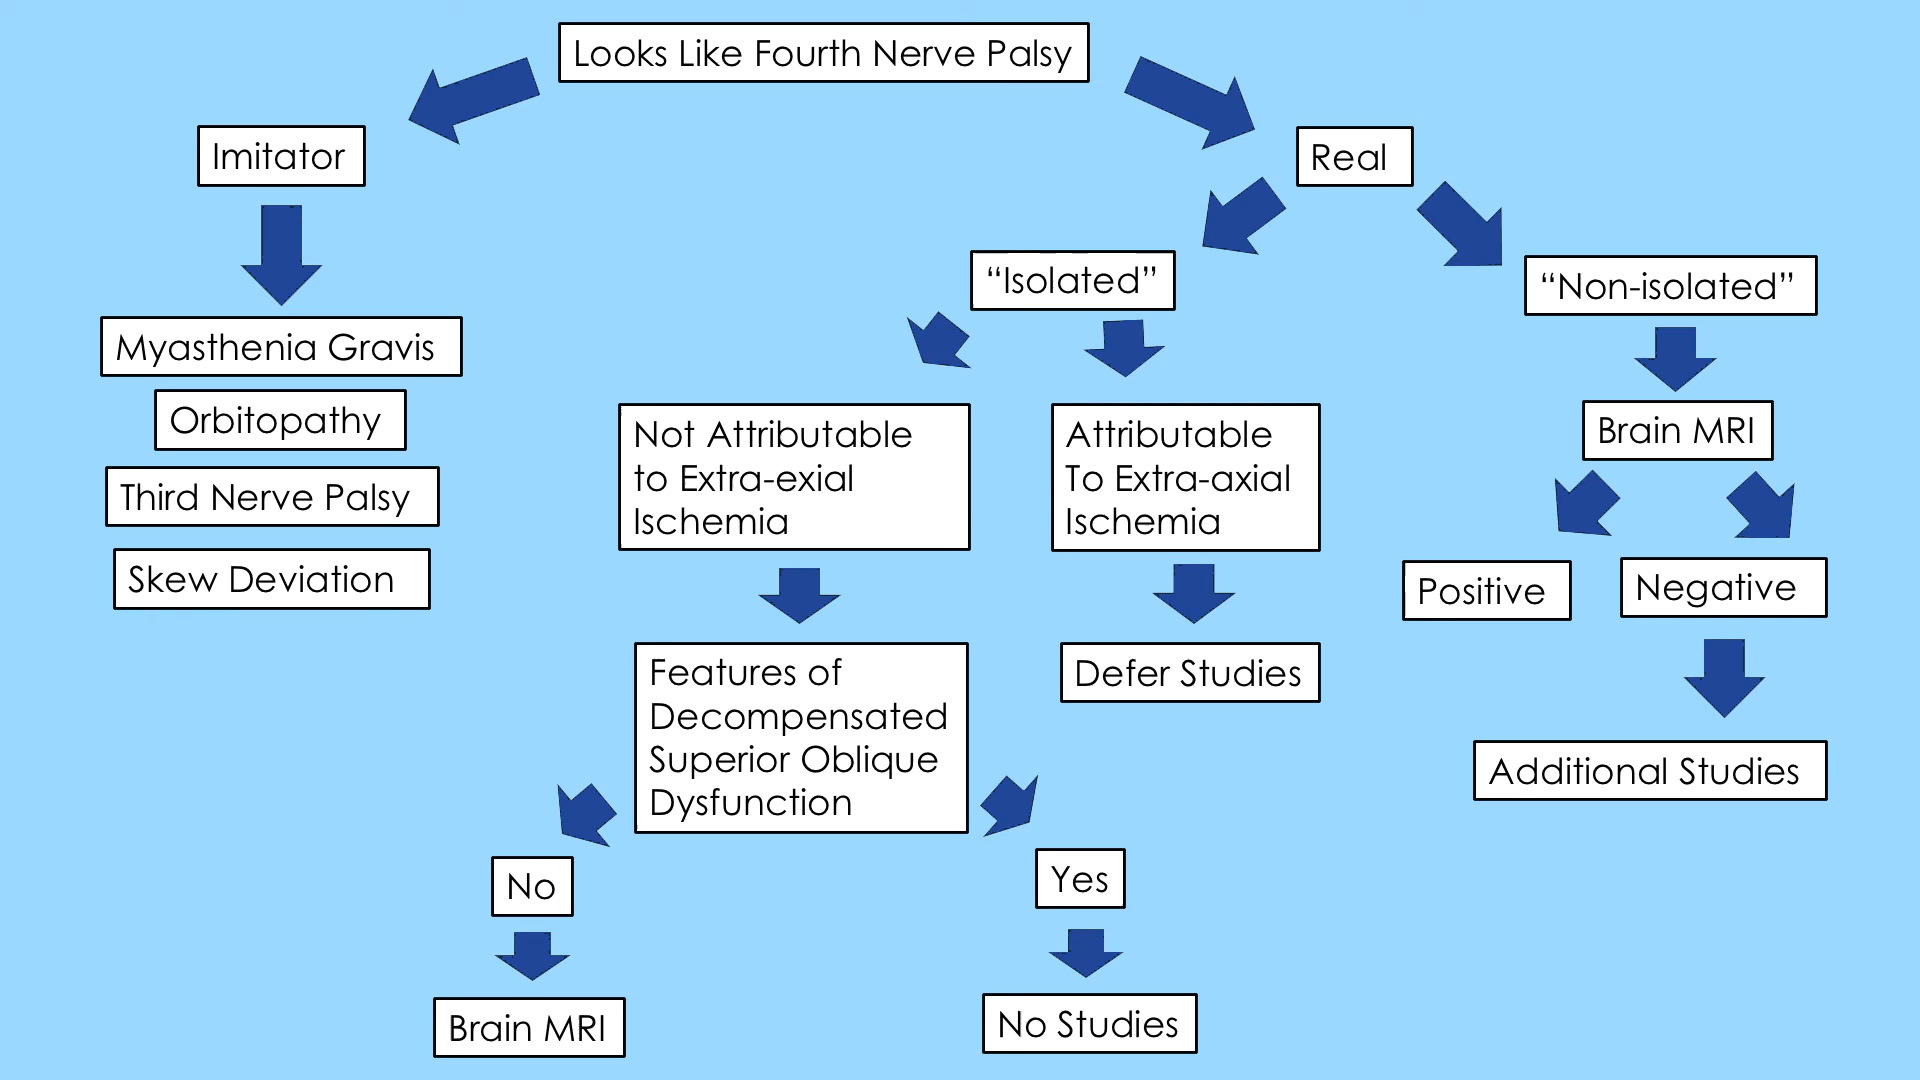 Looks Like Fourth Nerve Palsy
Imitator
Real
“Isolated”
“Non-isolated”
Myasthenia Gravis
Orbitopathy
Third Nerve Palsy
Skew Deviation
Not Attributable
to Extra-exial
Ischemia
Attributable
To Extra-axial
Ischemia
Brain MRI
Positive
Negative
Features of
Decompensated
Superior Oblique
Dysfunction
Defer Studies
Additional Studies
No
Yes
Brain MRI
No Studies